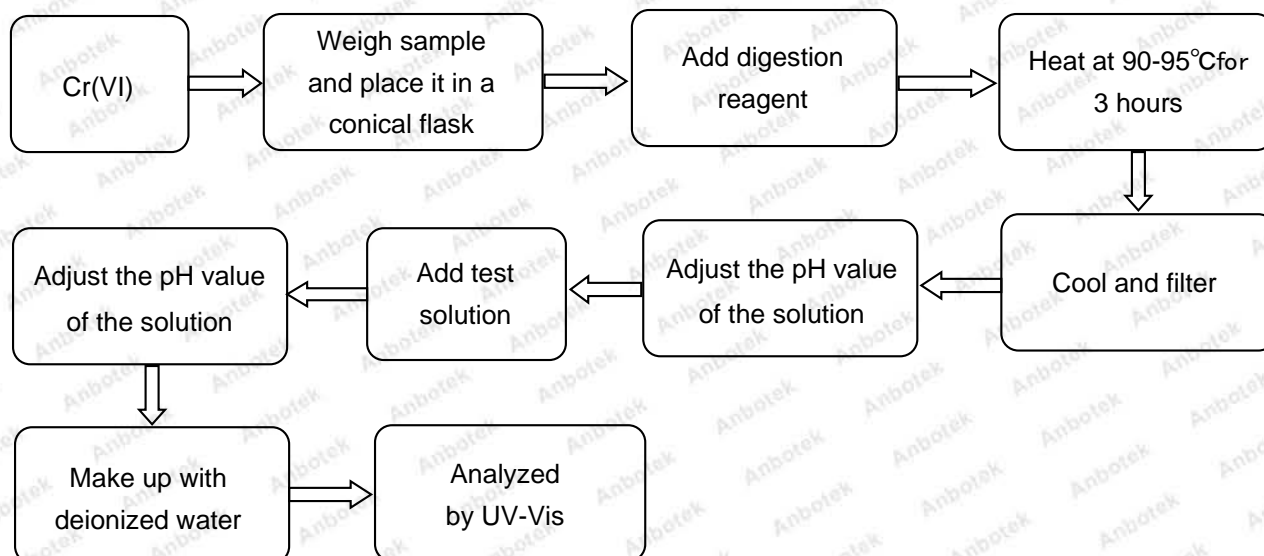 Cr(VI)
Weigh sample
and place it in a
conical flask
Add digestion
reagent
Heat at 90-95℃for
3 hours
Cool and filter
Adjust the pH value
of the solution
Add test
solution
Adjust the pH value
of the solution
Make up with
deionized water
Analyzed
by UV-Vis
Anbotek